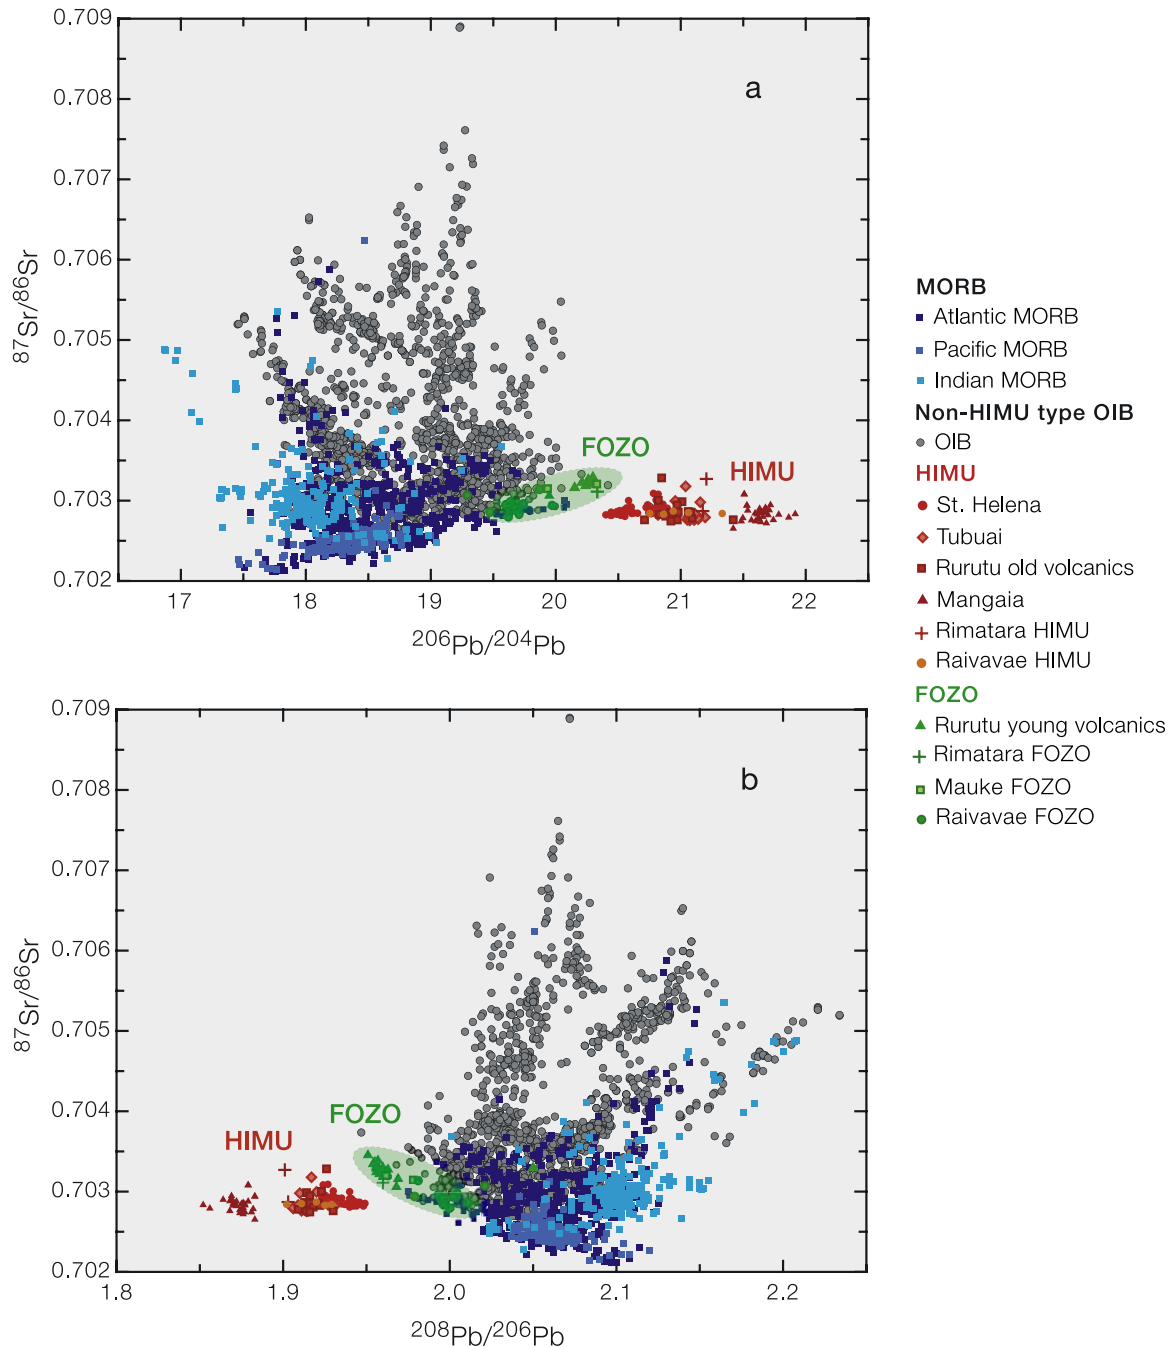 0.709
0.708
0.707
0.706
0.705
0.704
0.703
0.702
87Sr/86Sr
a
FOZO
HIMU
17
18
19
20
21
22
206Pb/204Pb
MORB
Atlantic MORB
Pacific MORB
Indian MORB
Non-HIMU type OIB
OIB
HIMU
St. Helena
Tubuai
Rurutu old volcanics
Mangaia
Rimatara HIMU
Raivavae HIMU
FOZO
Rurutu young volcanics
Rimatara FOZO
Mauke FOZO
Raivavae FOZO
0.709
0.708
0.707
0.706
0.705
0.704
0.703
0.702
87Sr/86Sr
b
FOZO
HIMU
1.8
1.9
2.0
2.1
2.2
208Pb/206Pb